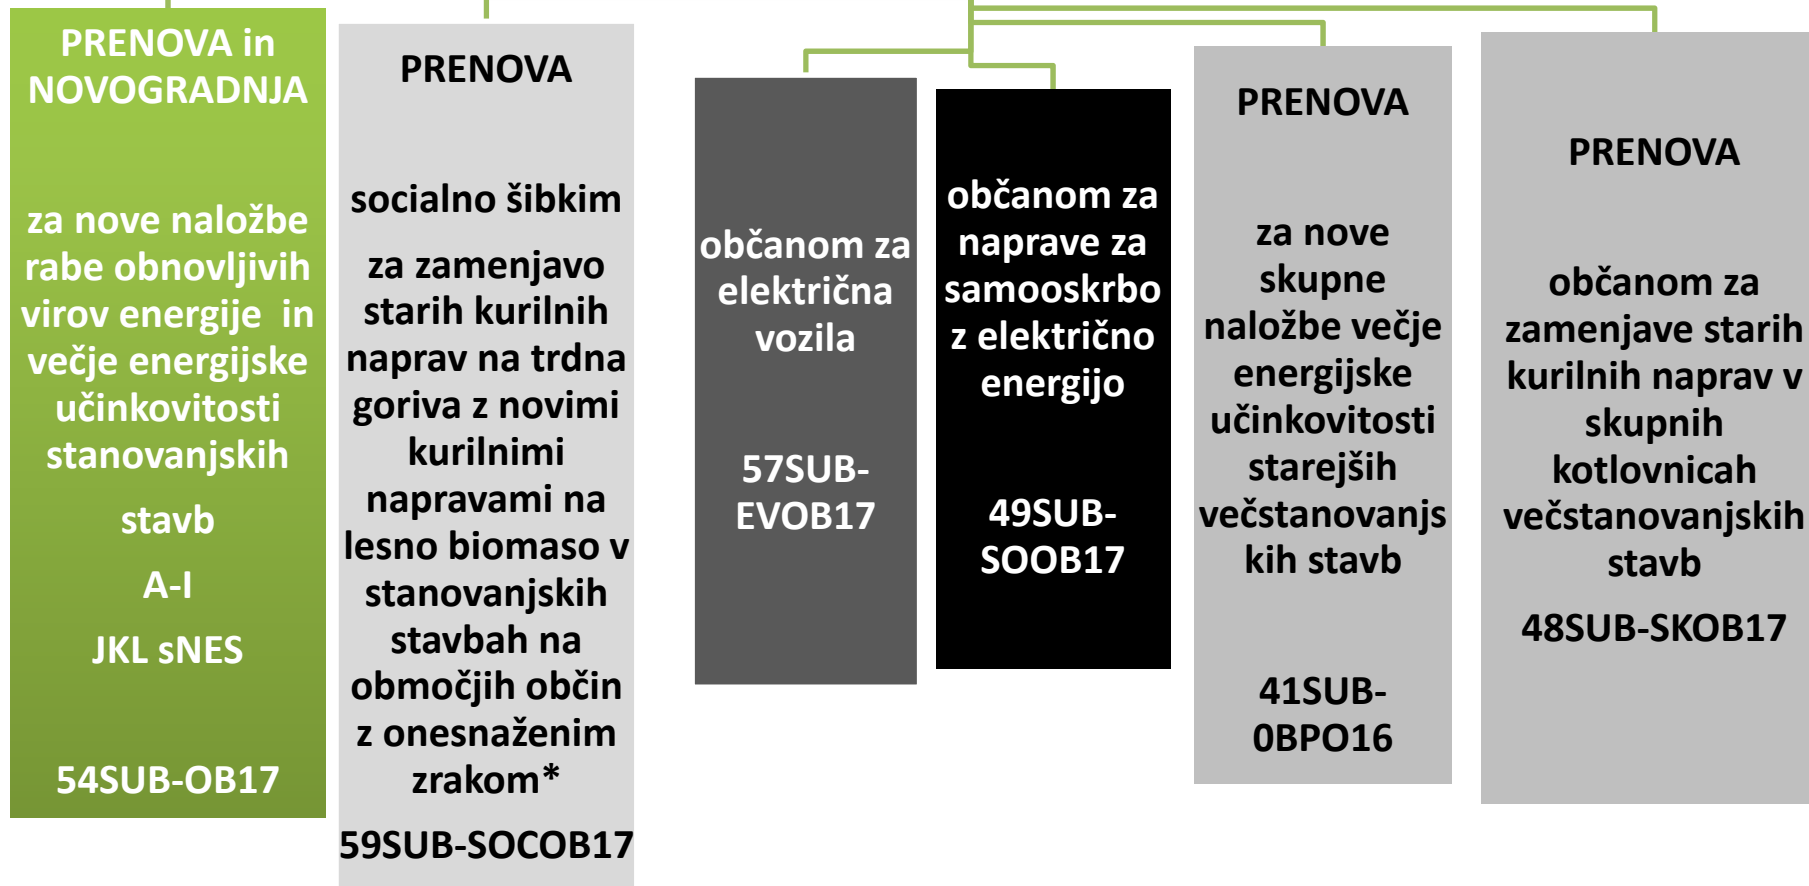 PRENOVA in
NOVOGRADNJA
za nove naložbe
rabe obnovljivih
virov energije in
večje energijske
učinkovitosti
stanovanjskih
stavb
A-I
JKL sNES
54SUB-OB17
PRENOVA
socialno šibkim
za zamenjavo
starih kurilnih
naprav na trdna
goriva z novimi
kurilnimi
napravami na
lesno biomaso v
stanovanjskih
stavbah na
območjih občin
z onesnaženim
zrakom*
59SUB-SOCOB17
občanom za
električna
vozila
57SUB-
EVOB17
občanom za
naprave za
samooskrbo
z električno
energijo
49SUB-
SOOB17
PRENOVA
za nove
skupne
naložbe večje
energijske
učinkovitosti
starejših
večstanovanjs
kih stavb
41SUB-
0BPO16
PRENOVA
občanom za
zamenjave starih
kurilnih naprav v
skupnih
kotlovnicah
večstanovanjskih
stavb
48SUB-SKOB17